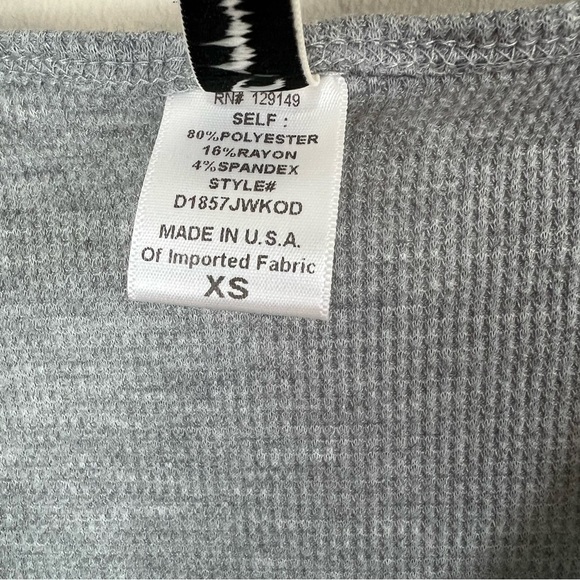 RN# 129149
SELF :
80%POLYESTER
16%RAYON
4%SPANDEX
STYLE#
D1857JWKOD
MADE IN U.S.A.
Of Imported Fabric
XS